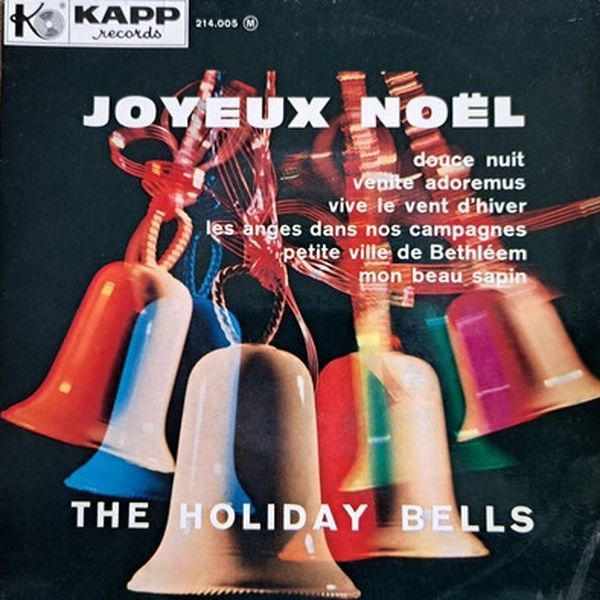 K KAPP
records
214.005 M
JOYEUX NOËL
douce nuit
venite adoremus
vive le vent d'hiver
les anges dans nos campagnes
petite ville de Bethléem
mon beau sapin
THE HOLIDAY BELLS